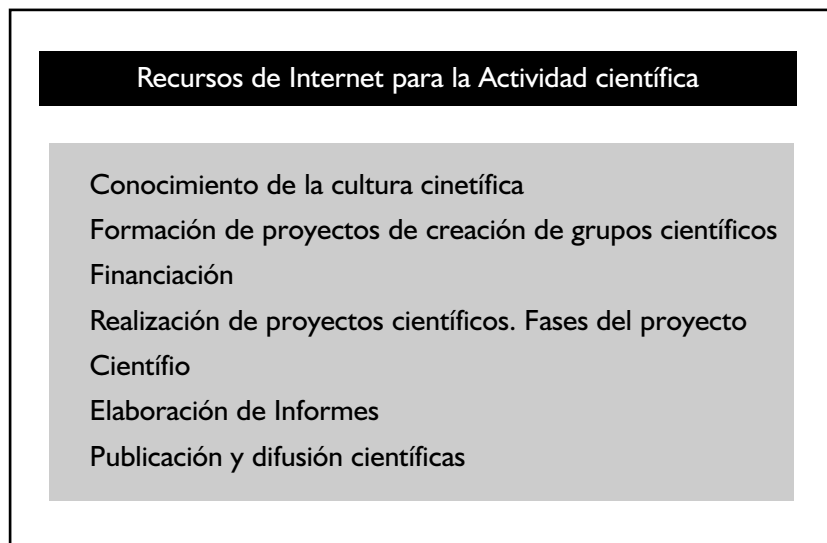 Recursos de Internet para la Actividad científica
Conocimiento de la cultura cinetífica
Formación de proyectos de creación de grupos científicos
Financiación
Realización de proyectos científicos. Fases del proyecto
Científio
Elaboración de Informes
Publicación y difusión científicas